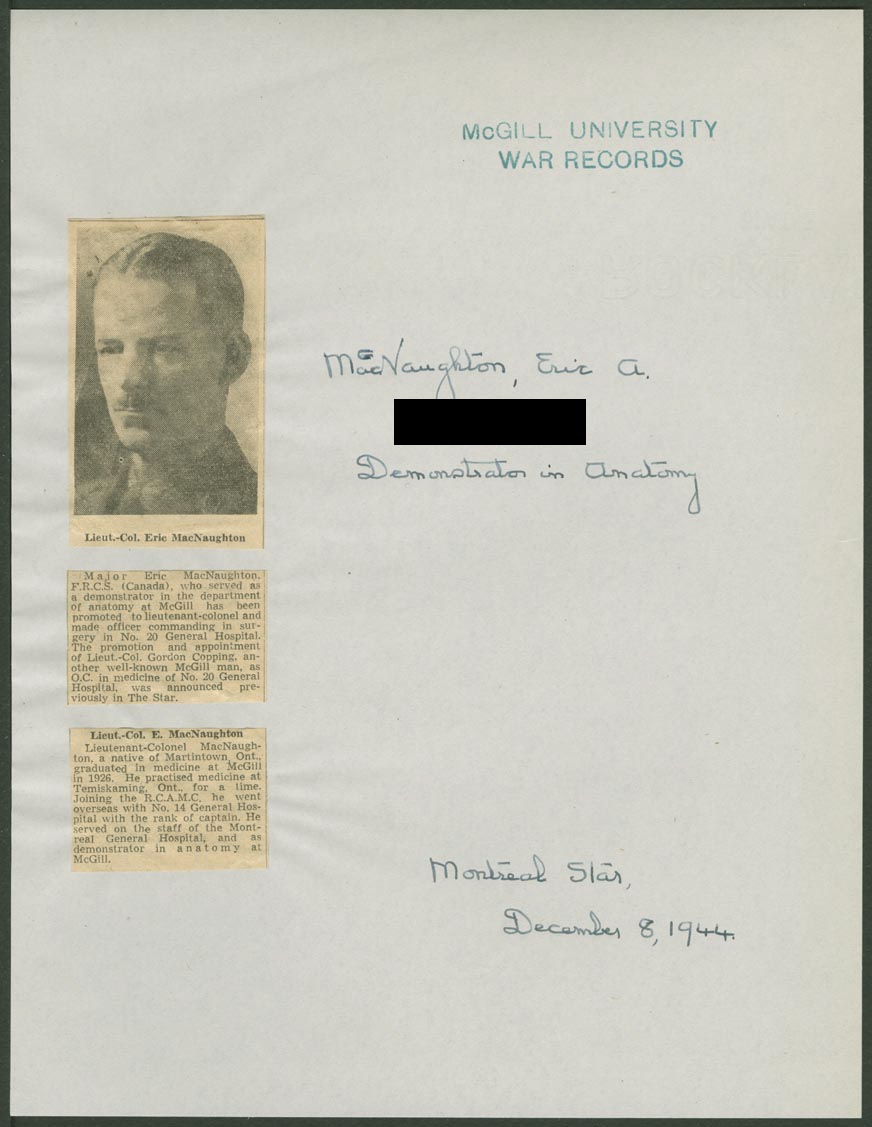 McGILL UNIVERSITY
WAR RECORDS
MacNaughton, Eric A.
Demonstrator in Anatomy
Lieut.-Col. Eric MacNaughton
Major Eric MacNaughton,
F.R.C.S. (Canada), who served as
a demonstrator in the department
of anatomy at McGill has been
promoted to lieutenant-colonel and
made officer commanding in sur-
gery in No. 20 General Hospital.
The promotion and appointment
of Lieut.-Col. Gordon Copping, an-
other well-known McGill man, as
O.C. in medicine of No. 20 General
Hospital, was announced pre-
viously in The Star.
Lieut.-Col. E. MacNaughton
Lieutenant-Colonel MacNaugh-
ton, a native of Martintown, Ont.,
graduated in medicine at McGill
in 1926. He practised medicine at
Temiskaming, Ont., for a time.
Joining the R.C.A.M.C. he went
overseas with No. 14 General Hos-
pital with the rank of captain. He
served on the staff of the Mont-
real General Hospital, and as
demonstrator in anatomy at
McGill.
Montreal Star,
December 8, 1944.